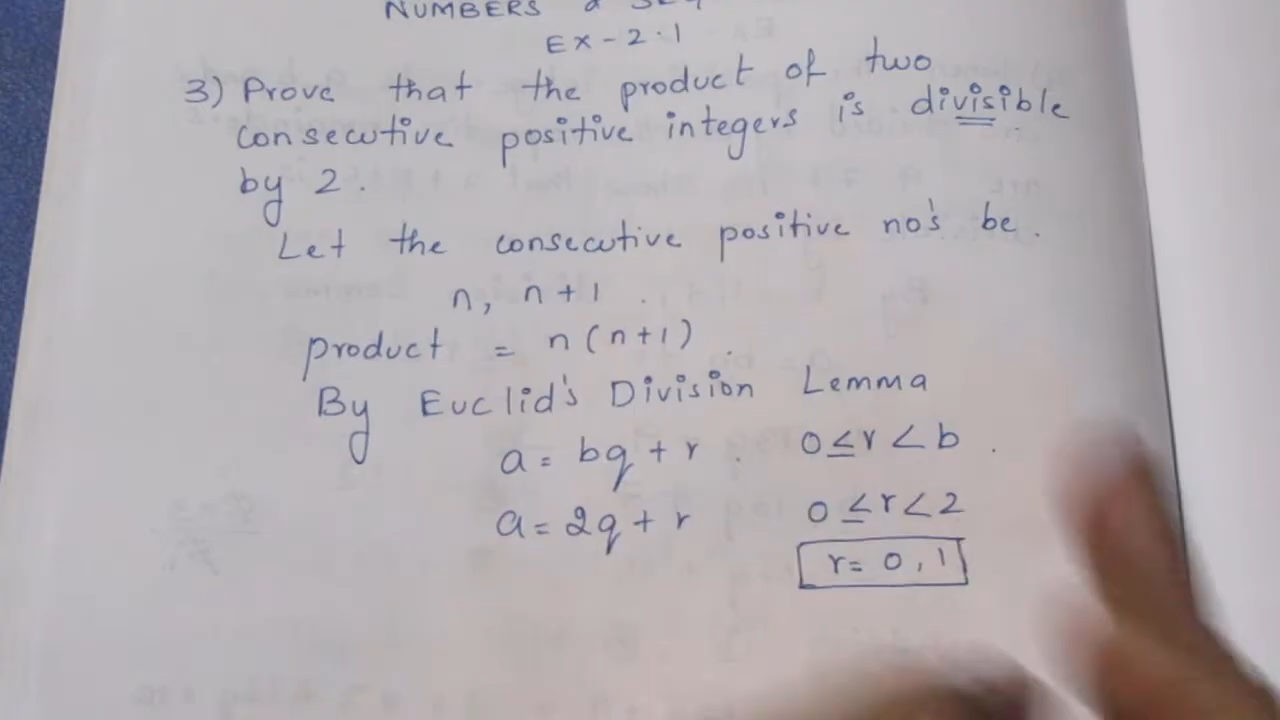 NUMBERS &
Ex-2.1
3) Prove that the product of two
consecutive positive integers is divisible
by 2.
Let the consecutive positive no's be.
n, n+1.
product = n(n+1)
By Euclid's Division Lemma
a = bq + r. 0≤r<b.
a = 2q + r 0≤r<2
r= 0, 1